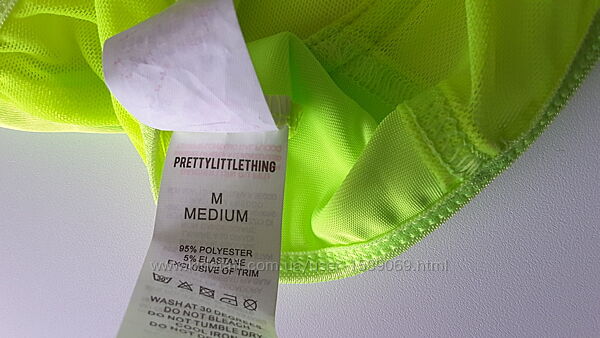 PRETTYLITTLETHING
M
MEDIUM
95% POLYESTER
5% ELASTANE
EXCLUSIVE OF TRIM
WASH AT 30 DEGREES
DO NOT BLEACH
DO NOT TUMBLE DRY
COOL IRON